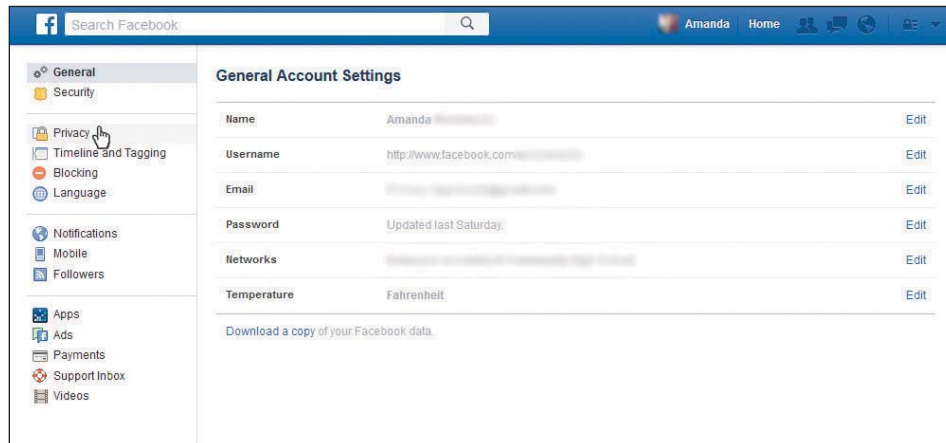 f Search Facebook Amanda Home
General
Security
Privacy
Timeline and Tagging
Blocking
Language
Notifications
Mobile
Followers
Apps
Ads
Payments
Support Inbox
Videos
General Account Settings
Name Amanda Edit
Username http://www.facebook.com Edit
Email Edit
Password Updated last Saturday. Edit
Networks Edit
Temperature Fahrenheit Edit
Download a copy of your Facebook data.